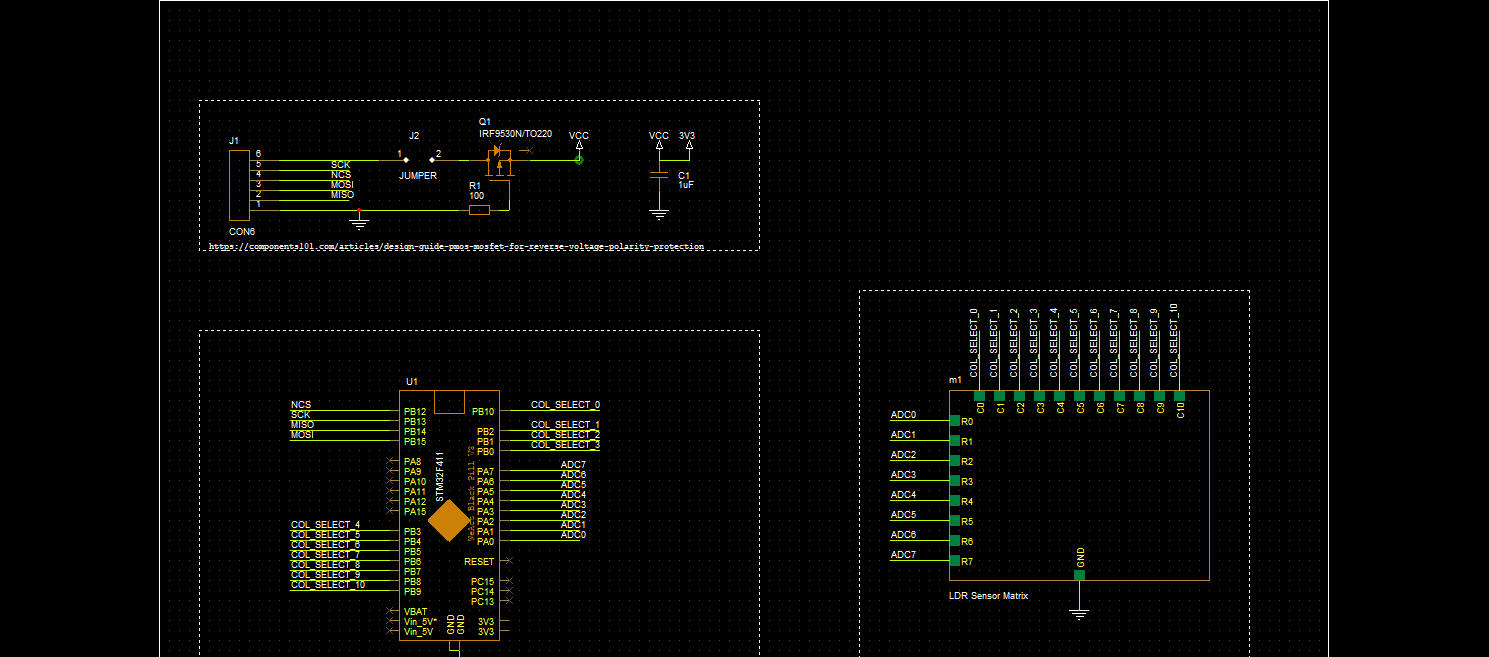 Q1
IRF9530N/TO220
J1
J2
VCC
VCC
3V3
6
5
4
3
2
1
SCK
NCS
MOSI
MISO
1
2
JUMPER
R1
100
C1
1uF
CON6
https://components101.com/articles/design-guide-pmos-mosfet-for-reverse-voltage-polarity-protection
U1
NCS
SCK
MISO
MOSI
COL_SELECT_4
COL_SELECT_5
COL_SELECT_6
COL_SELECT_7
COL_SELECT_8
COL_SELECT_9
COL_SELECT_10
PB12
PB13
PB14
PB15
PA8
PA9
PA10
PA11
PA12
PA15
PB3
PB4
PB5
PB6
PB7
PB8
PB9
VBAT
Vin_5V*
Vin_5V
STM32F411
WeAct Black Pill V3
GND
GND
PB10
PB2
PB1
PB0
PA7
PA6
PA5
PA4
PA3
PA2
PA1
PA0
RESET
PC15
PC14
PC13
3V3
3V3
COL_SELECT_0
COL_SELECT_1
COL_SELECT_2
COL_SELECT_3
ADC7
ADC6
ADC5
ADC4
ADC3
ADC2
ADC1
ADC0
COL_SELECT_0
COL_SELECT_1
COL_SELECT_2
COL_SELECT_3
COL_SELECT_4
COL_SELECT_5
COL_SELECT_6
COL_SELECT_7
COL_SELECT_8
COL_SELECT_9
COL_SELECT_10
m1
C0
C1
C2
C3
C4
C5
C6
C7
C8
C9
C10
ADC0
ADC1
ADC2
ADC3
ADC4
ADC5
ADC6
ADC7
R0
R1
R2
R3
R4
R5
R6
R7
GND
LDR Sensor Matrix